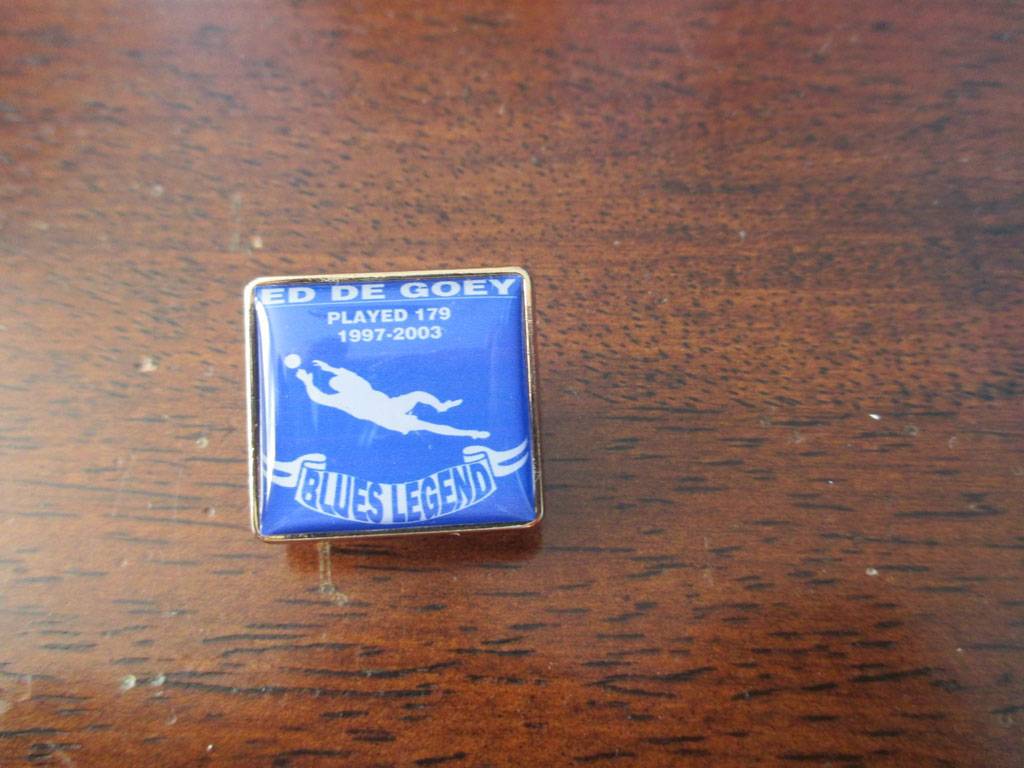 ED DE GOEY
PLAYED 179
1997-2003
BLUES LEGEND